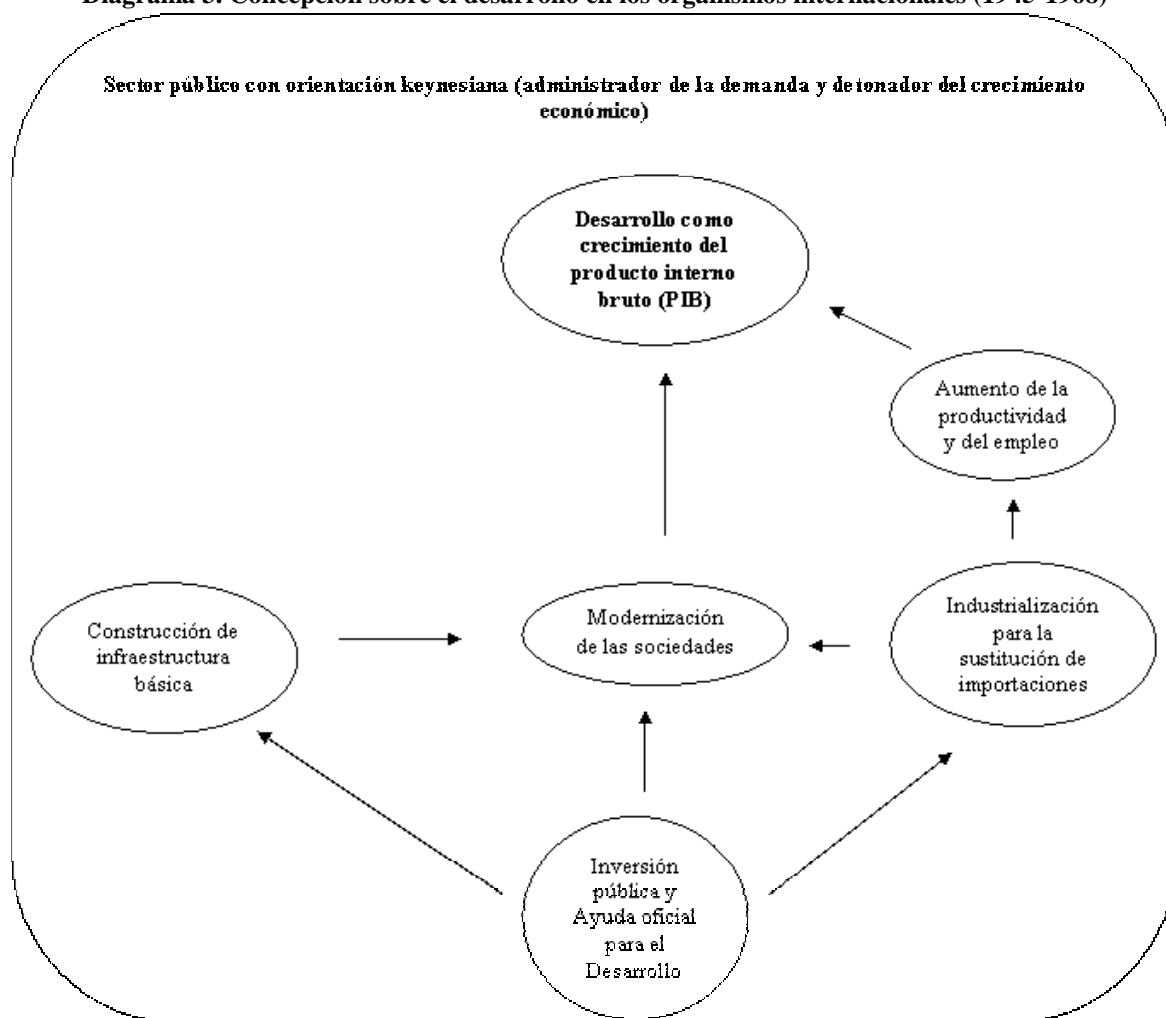 Sector público con orientación keynesiana (administrador de la demanda y detonador del crecimiento
económico)
Desarrollo como
crecimiento del
producto interno
bruto (PIB)
Aumento de la
productividad
y del empleo
Construcción de
infraestructura
básica
Modernización
de las sociedades
Industrialización
para la
sustitución de
importaciones
Inversión
pública y
Ayuda oficial
para el
Desarrollo